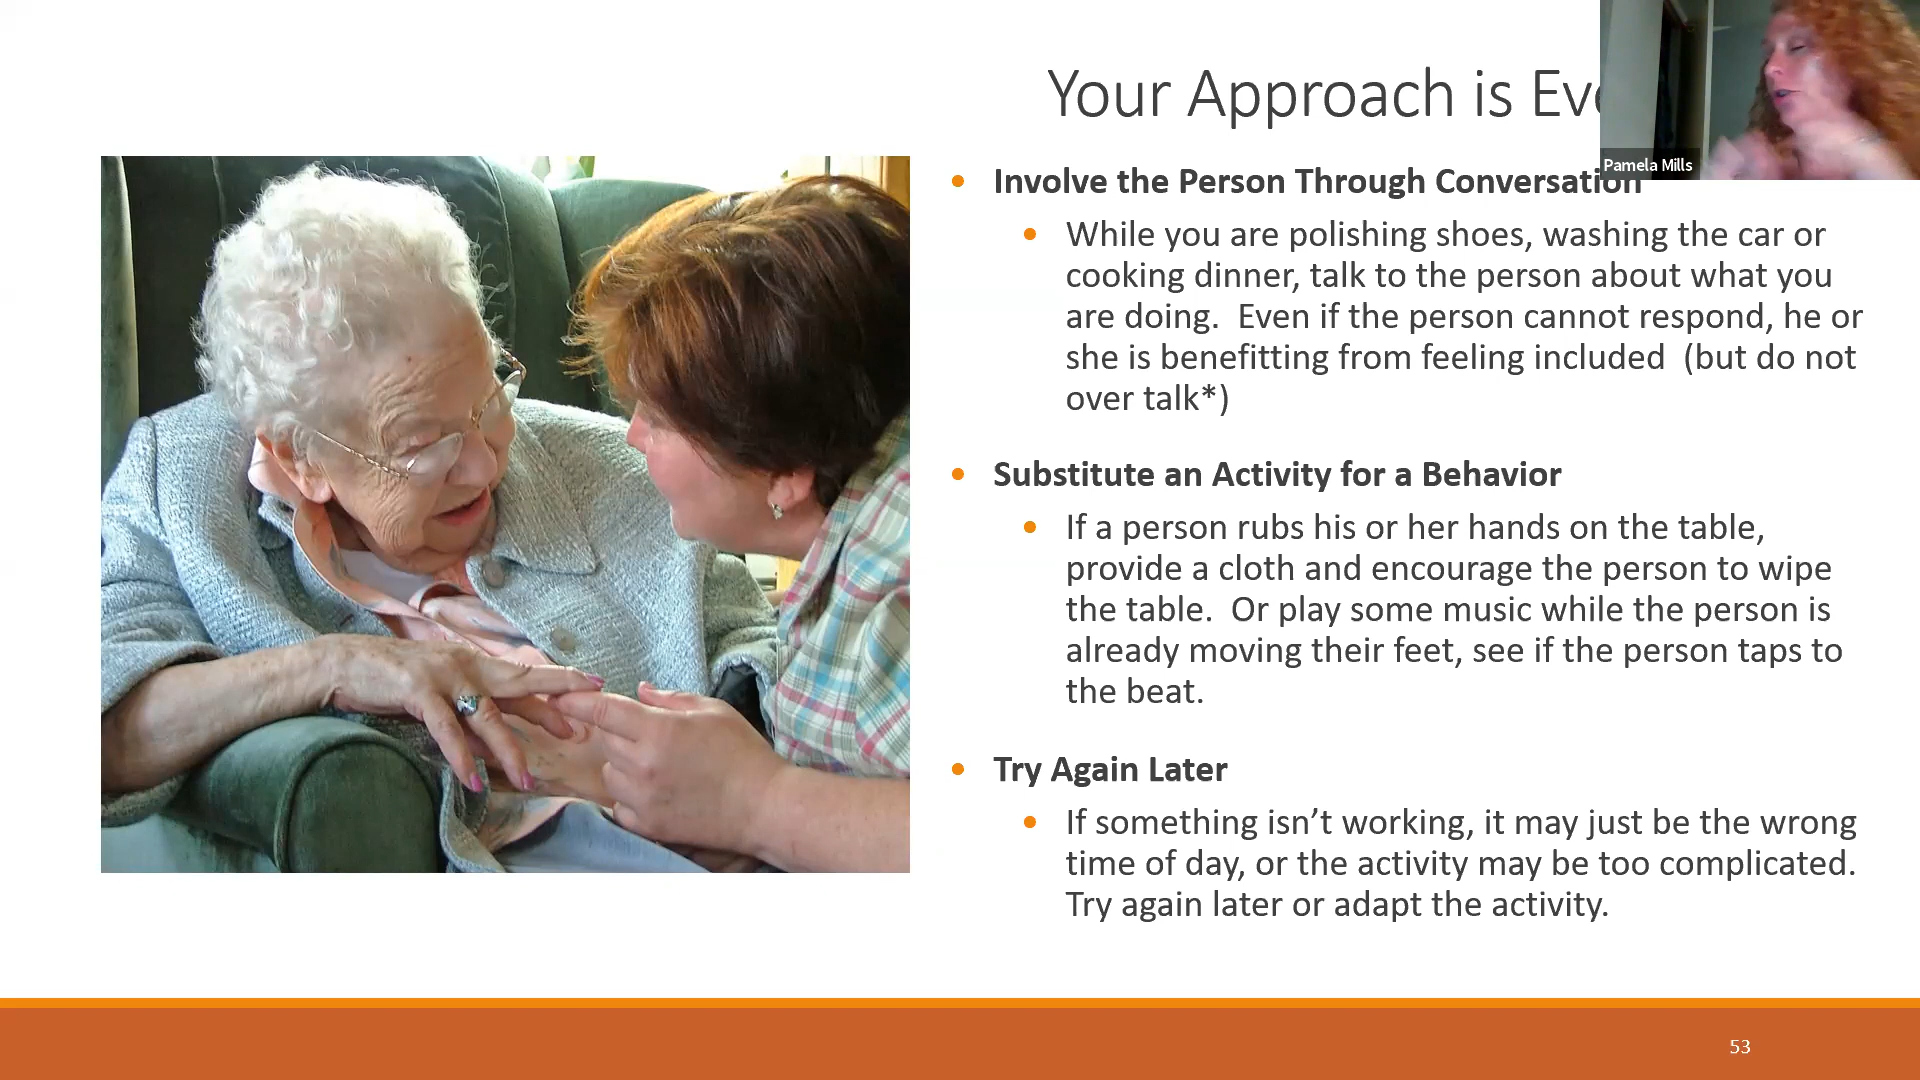 Your Approach is Eve
Pamela Mills
• Involve the Person Through Conversation
• While you are polishing shoes, washing the car or
cooking dinner, talk to the person about what you
are doing.  Even if the person cannot respond, he or
she is benefitting from feeling included  (but do not
over talk*)
• Substitute an Activity for a Behavior
• If a person rubs his or her hands on the table,
provide a cloth and encourage the person to wipe
the table.  Or play some music while the person is
already moving their feet, see if the person taps to
the beat.
• Try Again Later
• If something isn’t working, it may just be the wrong
time of day, or the activity may be too complicated.
Try again later or adapt the activity.
53